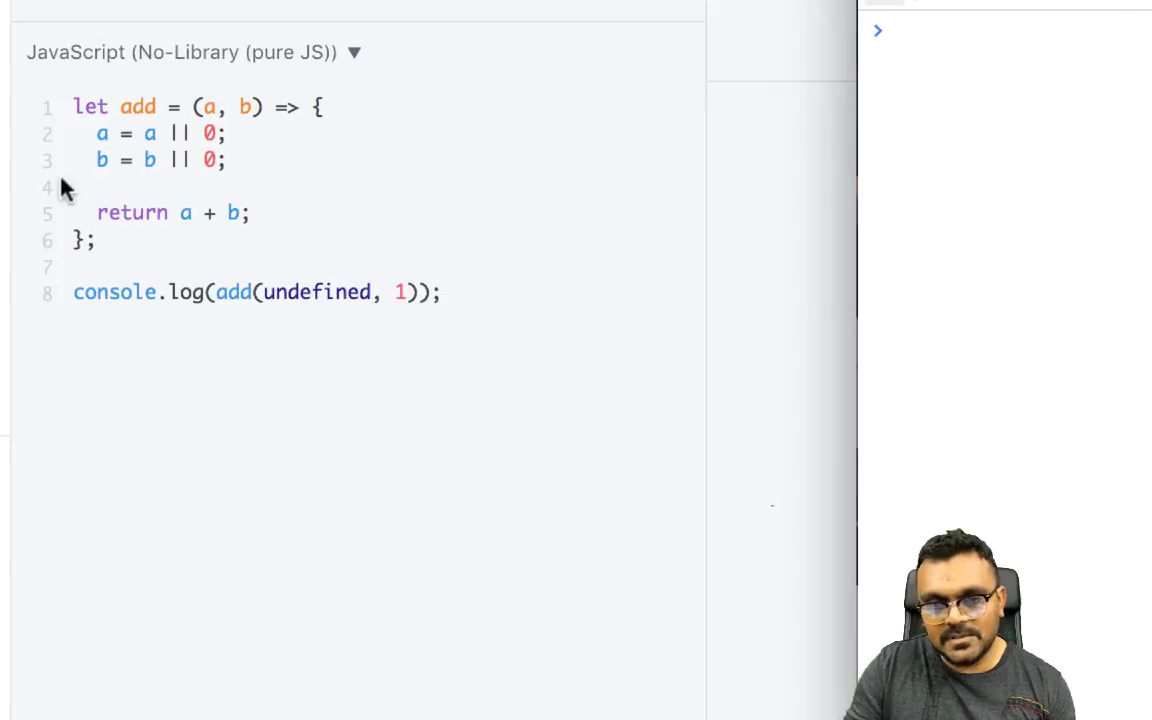 JavaScript (No-Library (pure JS)) ▼
1 let add = (a, b) => {
2 a = a || 0;
3 b = b || 0;
4
5 return a + b;
6 };
7
8 console.log(add(undefined, 1));
>